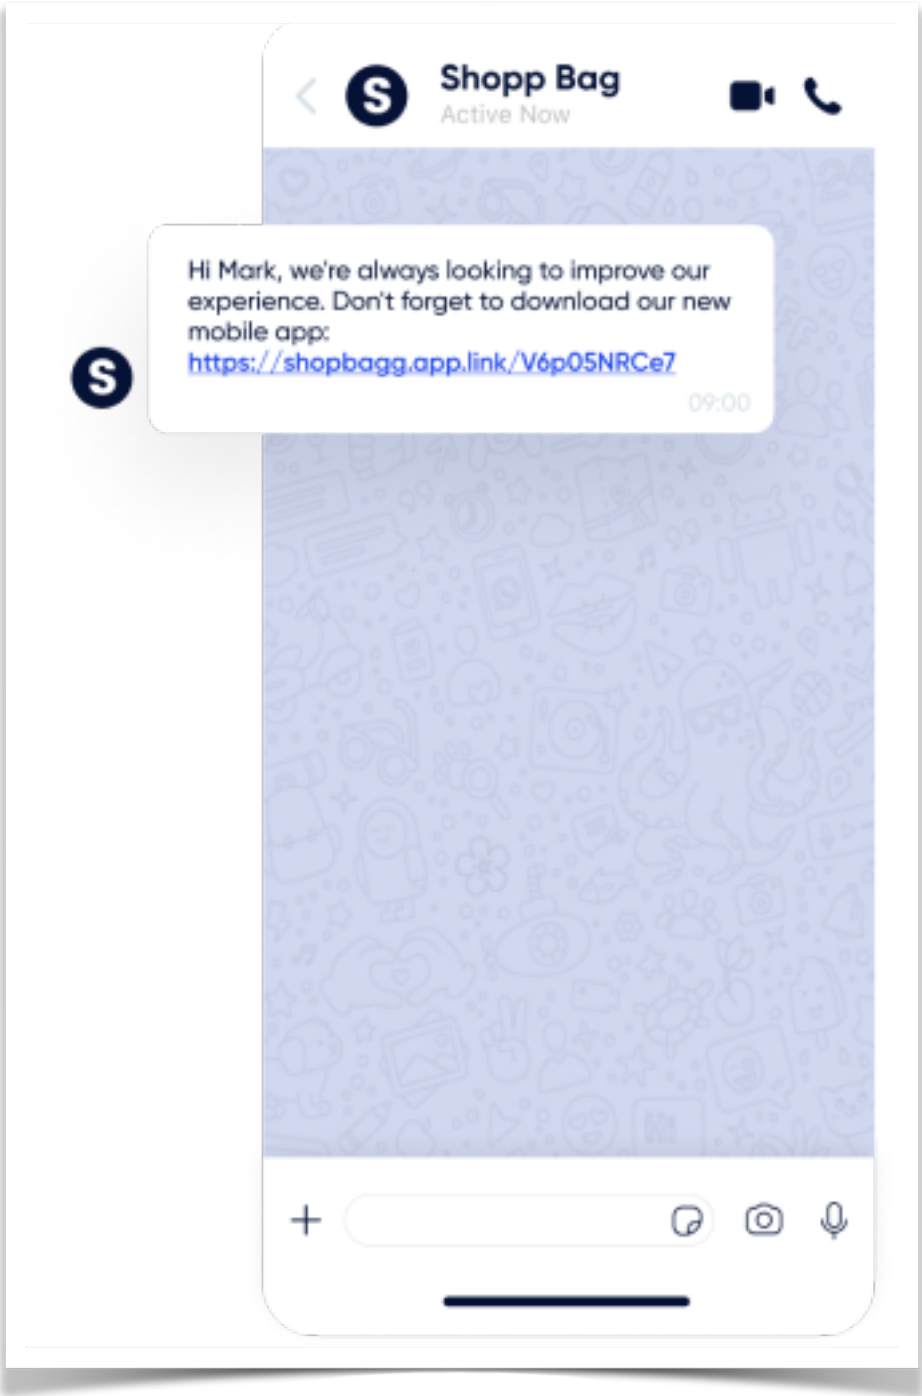 S
Shopp Bag
Active Now
Hi Mark, we're always looking to improve our
experience. Don't forget to download our new
mobile app:
https://shopbagg.app.link/V6p05NRCe7
09:00
S